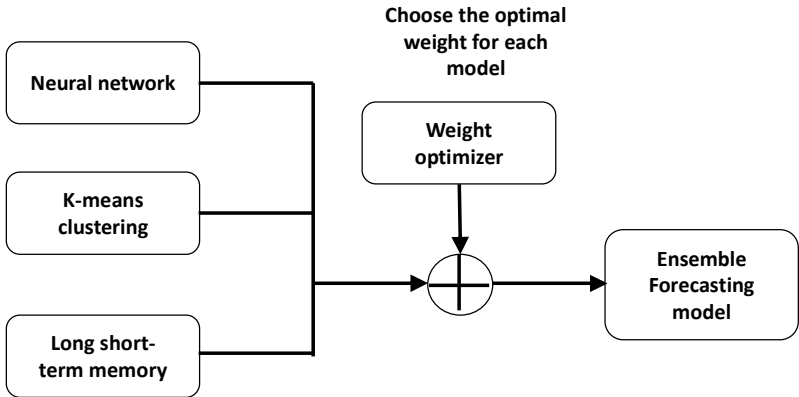 Choose the optimal
weight for each
model
Neural network
Weight
optimizer
K-means
clustering
Ensemble
Forecasting
model
Long short-
term memory